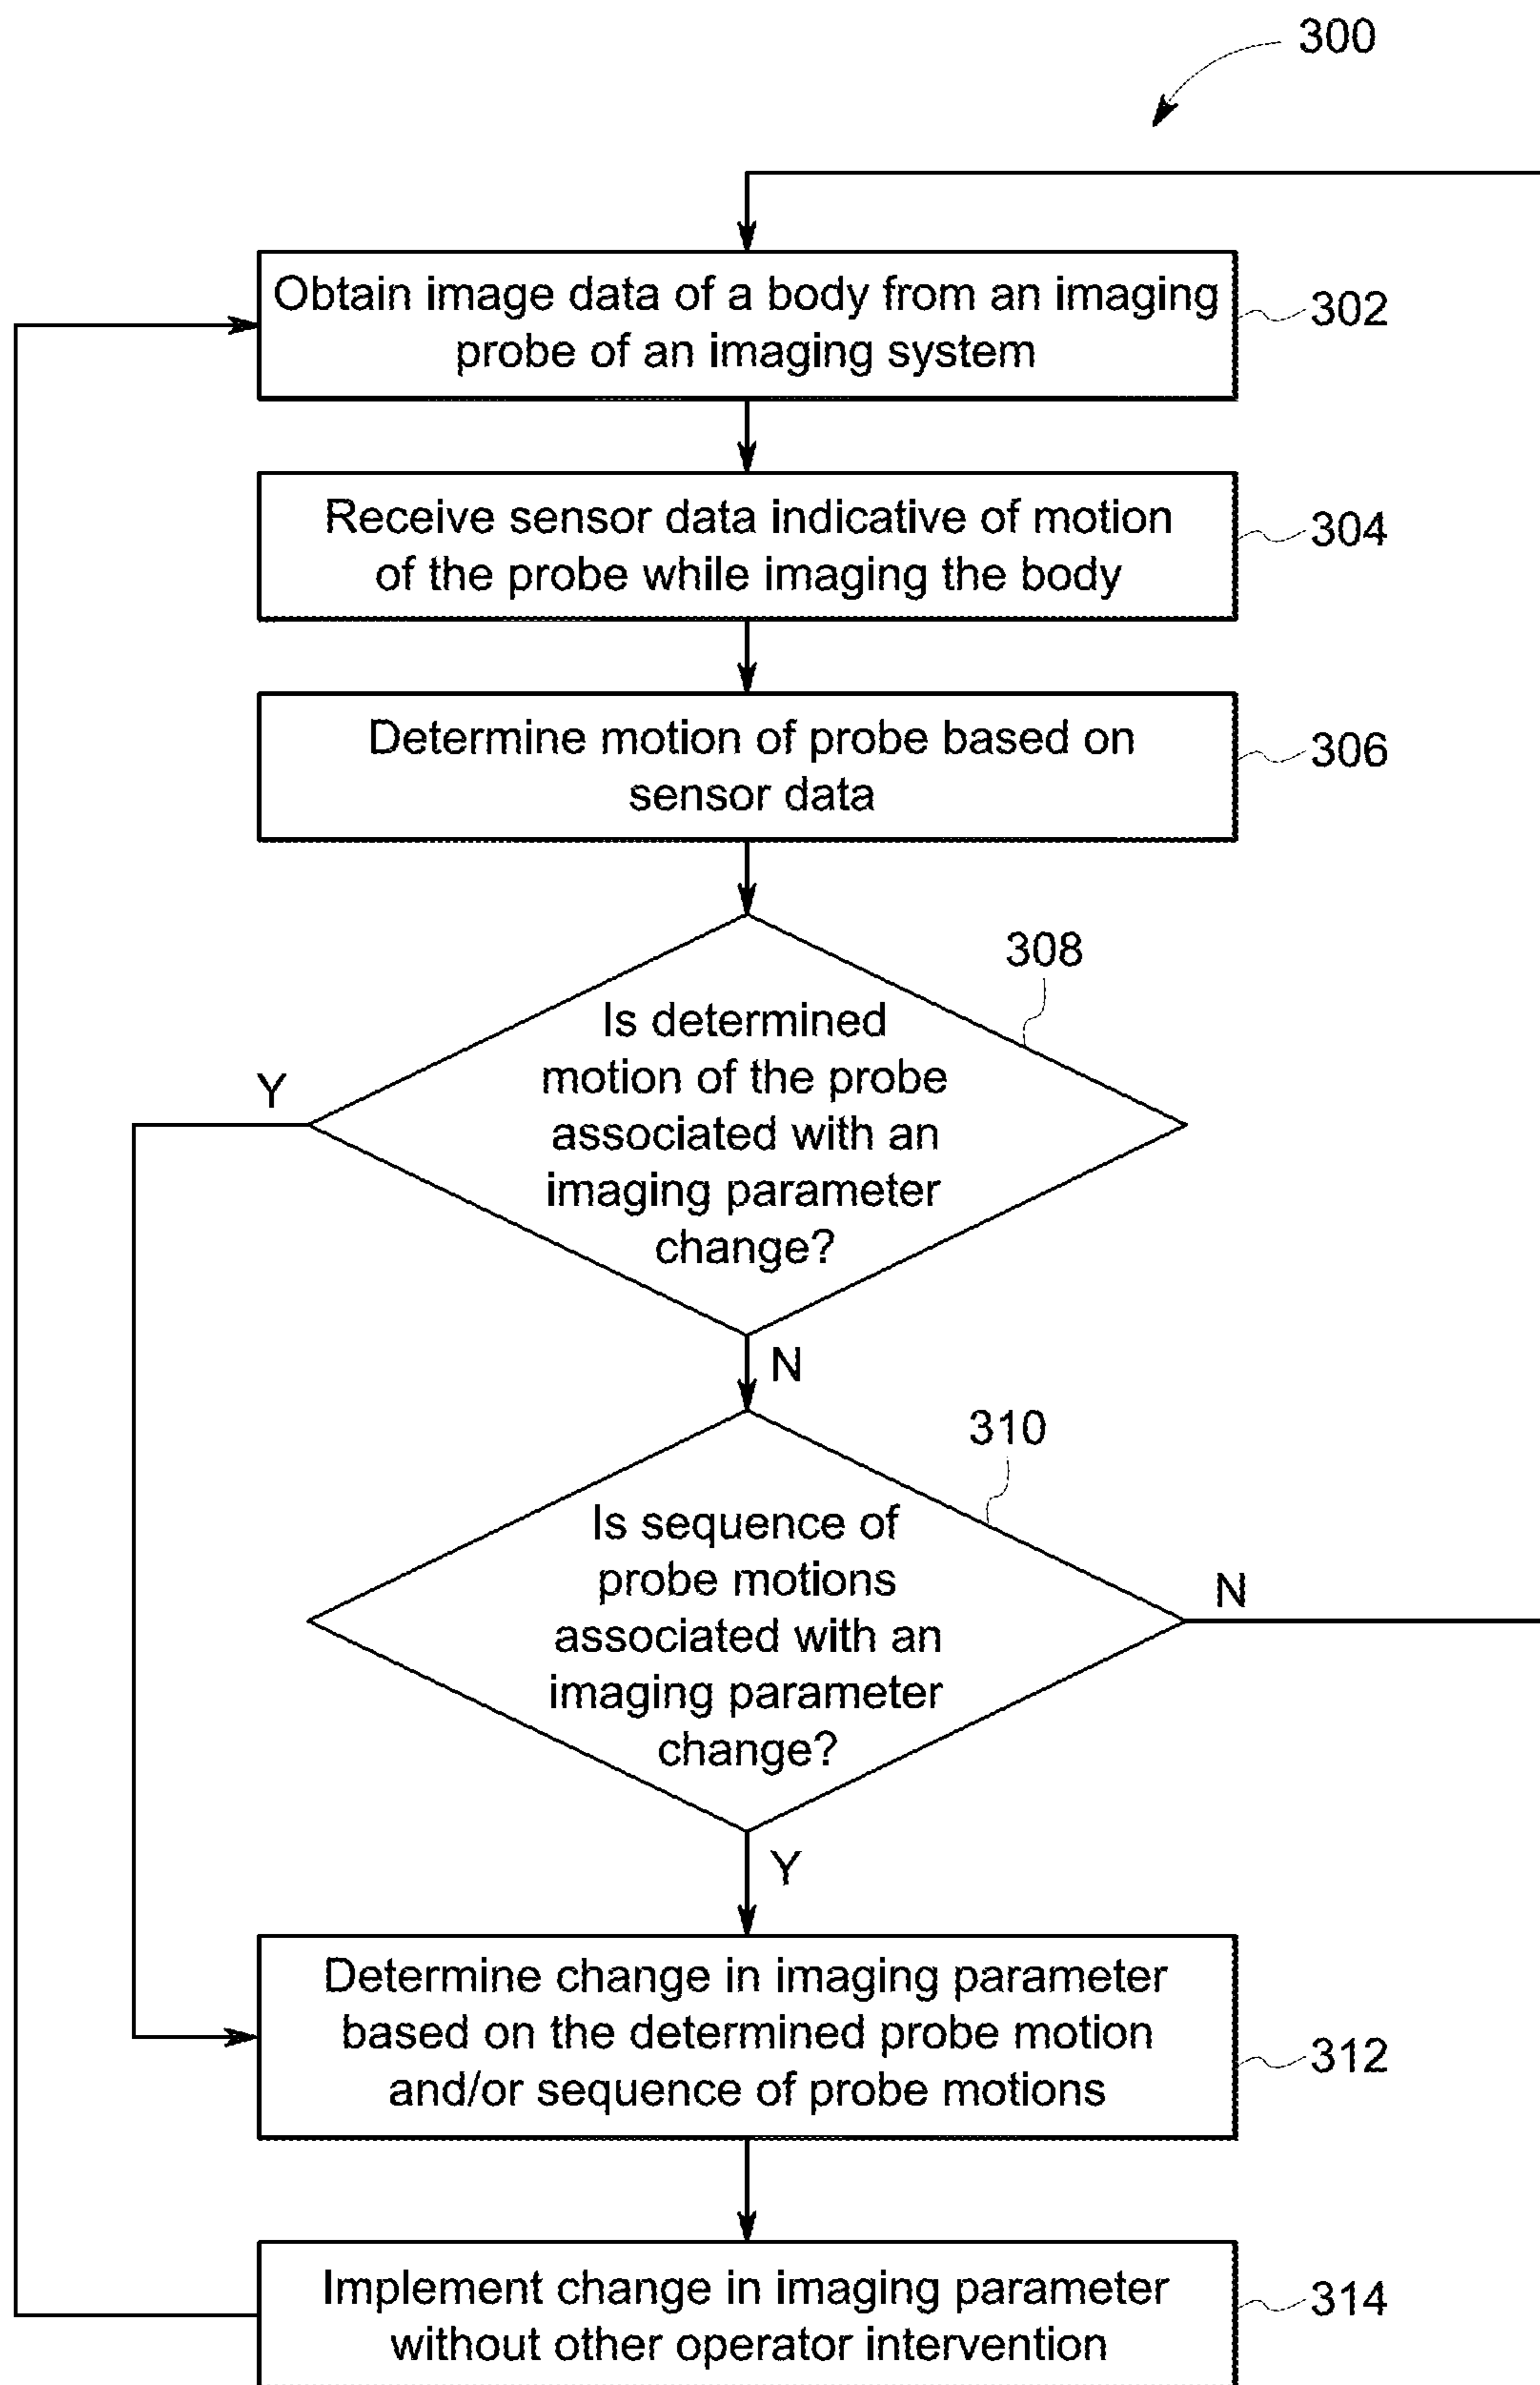 300
Obtain image data of a body from an imaging
probe of an imaging system
302
Receive sensor data indicative of motion
of the probe while imaging the body
304
Determine motion of probe based on
sensor data
306
308
Is determined
motion of the probe
associated with an
imaging parameter
change?
Y
N
310
Is sequence of
probe motions
associated with an
imaging parameter
change?
N
Y
Determine change in imaging parameter
based on the determined probe motion
and/or sequence of probe motions
312
Implement change in imaging parameter
without other operator intervention
314